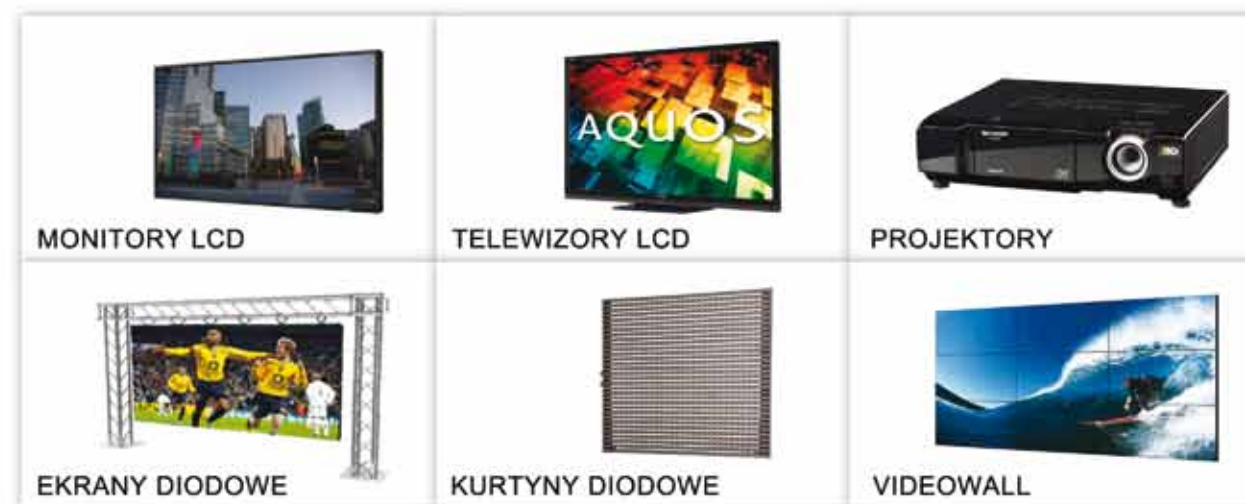 AQUOS
MONITORY LCD
TELEWIZORY LCD
PROJEKTORY
EKRANY DIODOWE
KURTYNY DIODOWE
VIDEOWALL